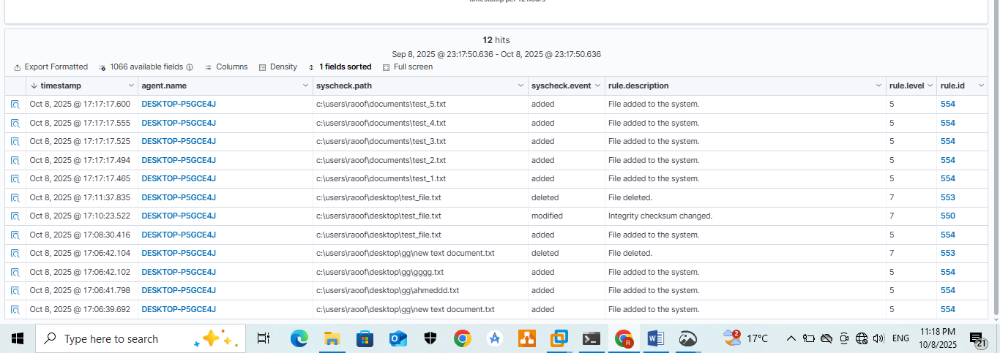 timestamp per 12 hours
12 hits
Sep 8, 2025 @ 23:17:50.636 - Oct 8, 2025 @ 23:17:50.636
Export Formatted 1066 available fields Columns Density 1 fields sorted Full screen
timestamp agent.name syscheck.path syscheck.event rule.description rule.level rule.id
Oct 8, 2025 @ 17:17:17.600 DESKTOP-P5GCE4J c:\users\raoof\documents\test_5.txt added File added to the system. 5 554
Oct 8, 2025 @ 17:17:17.555 DESKTOP-P5GCE4J c:\users\raoof\documents\test_4.txt added File added to the system. 5 554
Oct 8, 2025 @ 17:17:17.525 DESKTOP-P5GCE4J c:\users\raoof\documents\test_3.txt added File added to the system. 5 554
Oct 8, 2025 @ 17:17:17.494 DESKTOP-P5GCE4J c:\users\raoof\documents\test_2.txt added File added to the system. 5 554
Oct 8, 2025 @ 17:17:17.465 DESKTOP-P5GCE4J c:\users\raoof\documents\test_1.txt added File added to the system. 5 554
Oct 8, 2025 @ 17:11:37.835 DESKTOP-P5GCE4J c:\users\raoof\desktop\test_file.txt deleted File deleted. 7 553
Oct 8, 2025 @ 17:10:23.522 DESKTOP-P5GCE4J c:\users\raoof\desktop\test_file.txt modified Integrity checksum changed. 7 550
Oct 8, 2025 @ 17:08:30.416 DESKTOP-P5GCE4J c:\users\raoof\desktop\test_file.txt added File added to the system. 5 554
Oct 8, 2025 @ 17:06:42.104 DESKTOP-P5GCE4J c:\users\raoof\desktop\gg\new text document.txt deleted File deleted. 7 553
Oct 8, 2025 @ 17:06:42.102 DESKTOP-P5GCE4J c:\users\raoof\desktop\gg\gggg.txt added File added to the system. 5 554
Oct 8, 2025 @ 17:06:41.798 DESKTOP-P5GCE4J c:\users\raoof\desktop\gg\ahmeddd.txt added File added to the system. 5 554
Oct 8, 2025 @ 17:06:39.692 DESKTOP-P5GCE4J c:\users\raoof\desktop\gg\new text document.txt added File added to the system. 5 554
Type here to search R W 2 17°C ENG 11:18 PM
10/8/2025 21